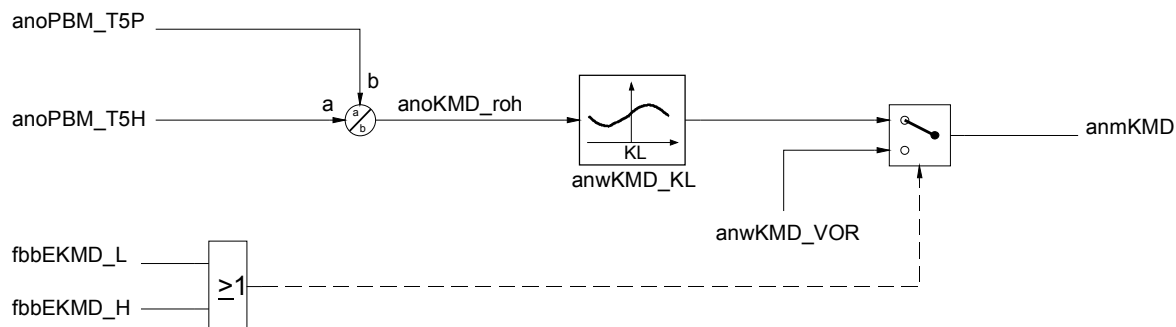 anoPBM_T5P
b
a
anoPBM_T5H
a
b
anoKMD_roh
KL
anwKMD_KL
anmKMD
anwKMD_VOR
fbbEKMD_L
≥1
fbbEKMD_H